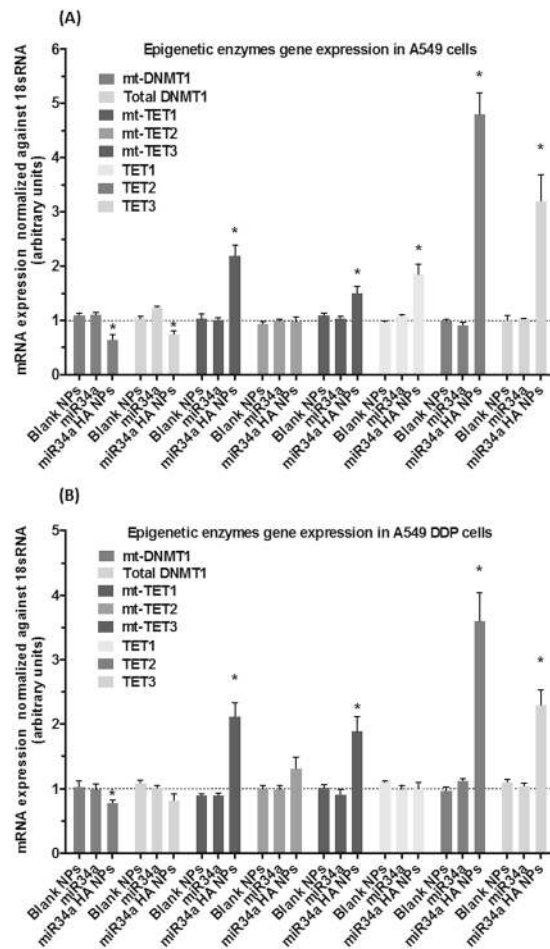 (A)
Epigenetic enzymes gene expression in A549 cells
mRNA expression normalized against 18sRNA
(arbitrary units)
6
5
4
3
2
1
0
mt-DNMT1
Total DNMT1
mt-TET1
mt-TET2
mt-TET3
TET1
TET2
TET3
*
*
*
*
*
*
*
Blank NPs
miR34a
miR34a HA NPs
Blank NPs
miR34a
miR34a HA NPs
Blank NPs
miR34a
miR34a HA NPs
Blank NPs
miR34a
miR34a HA NPs
Blank NPs
miR34a
miR34a HA NPs
Blank NPs
miR34a
miR34a HA NPs
Blank NPs
miR34a
miR34a HA NPs
Blank NPs
miR34a
miR34a HA NPs
(B)
Epigenetic enzymes gene expression in A549 DDP cells
mRNA expression normalized against 18sRNA
(arbitrary units)
5
4
3
2
1
0
mt-DNMT1
Total DNMT1
mt-TET1
mt-TET2
mt-TET3
TET1
TET2
TET3
*
*
*
*
*
Blank NPs
miR34a
miR34a HA NPs
Blank NPs
miR34a
miR34a HA NPs
Blank NPs
miR34a
miR34a HA NPs
Blank NPs
miR34a
miR34a HA NPs
Blank NPs
miR34a
miR34a HA NPs
Blank NPs
miR34a
miR34a HA NPs
Blank NPs
miR34a
miR34a HA NPs
Blank NPs
miR34a
miR34a HA NPs